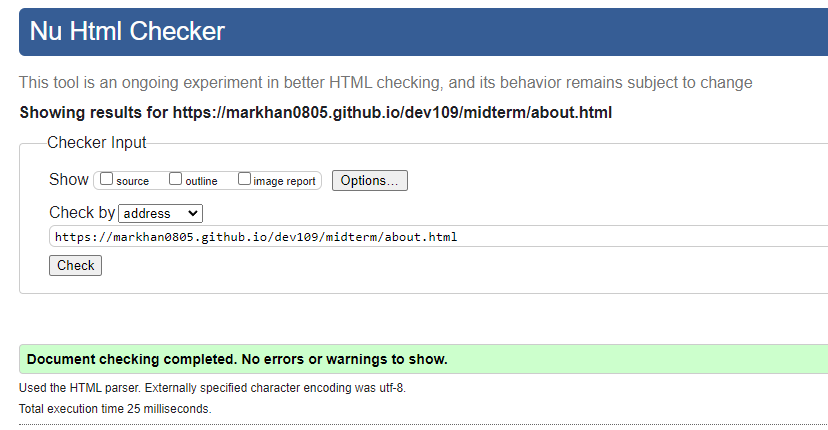 Nu Html Checker
This tool is an ongoing experiment in better HTML checking, and its behavior remains subject to change
Showing results for https://markhan0805.github.io/dev109/midterm/about.html
Checker Input
Show source outline image report Options...
Check by address
https://markhan0805.github.io/dev109/midterm/about.html
Check
Document checking completed. No errors or warnings to show.
Used the HTML parser. Externally specified character encoding was utf-8.
Total execution time 25 milliseconds.